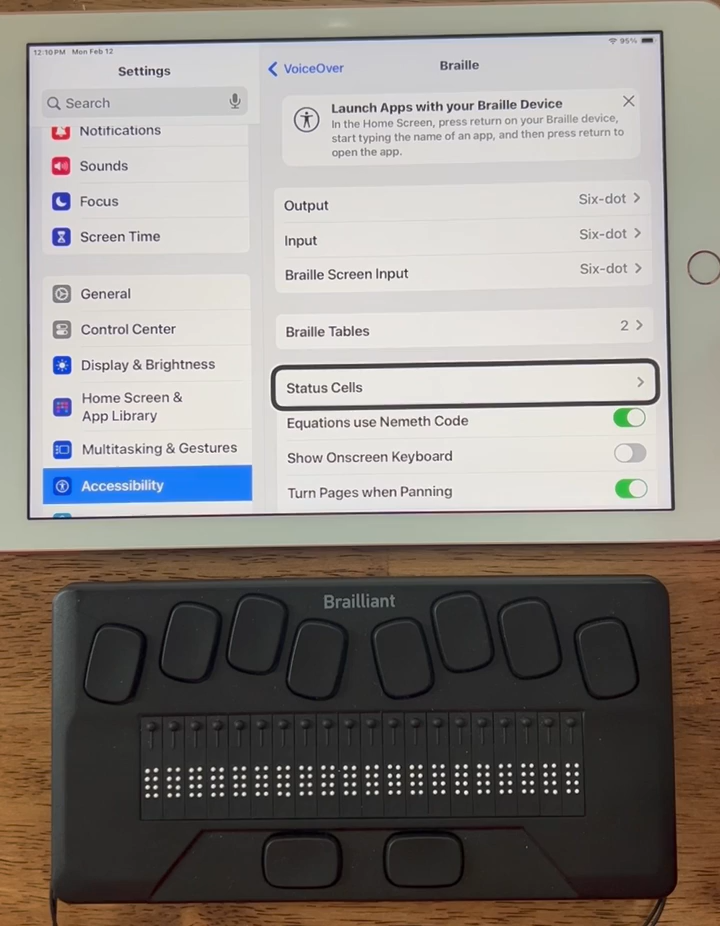 12:10 PM Mon Feb 12
95%
Settings
Search
Notifications
Sounds
Focus
Screen Time
General
Control Center
Display & Brightness
Home Screen &
App Library
Multitasking & Gestures
Accessibility
VoiceOver
Braille
Launch Apps with your Braille Device
In the Home Screen, press return on your Braille device,
start typing the name of an app, and then press return to
open the app.
Output Six-dot
Input Six-dot
Braille Screen Input Six-dot
Braille Tables 2
Status Cells
Equations use Nemeth Code
Show Onscreen Keyboard
Turn Pages when Panning
Brailliant